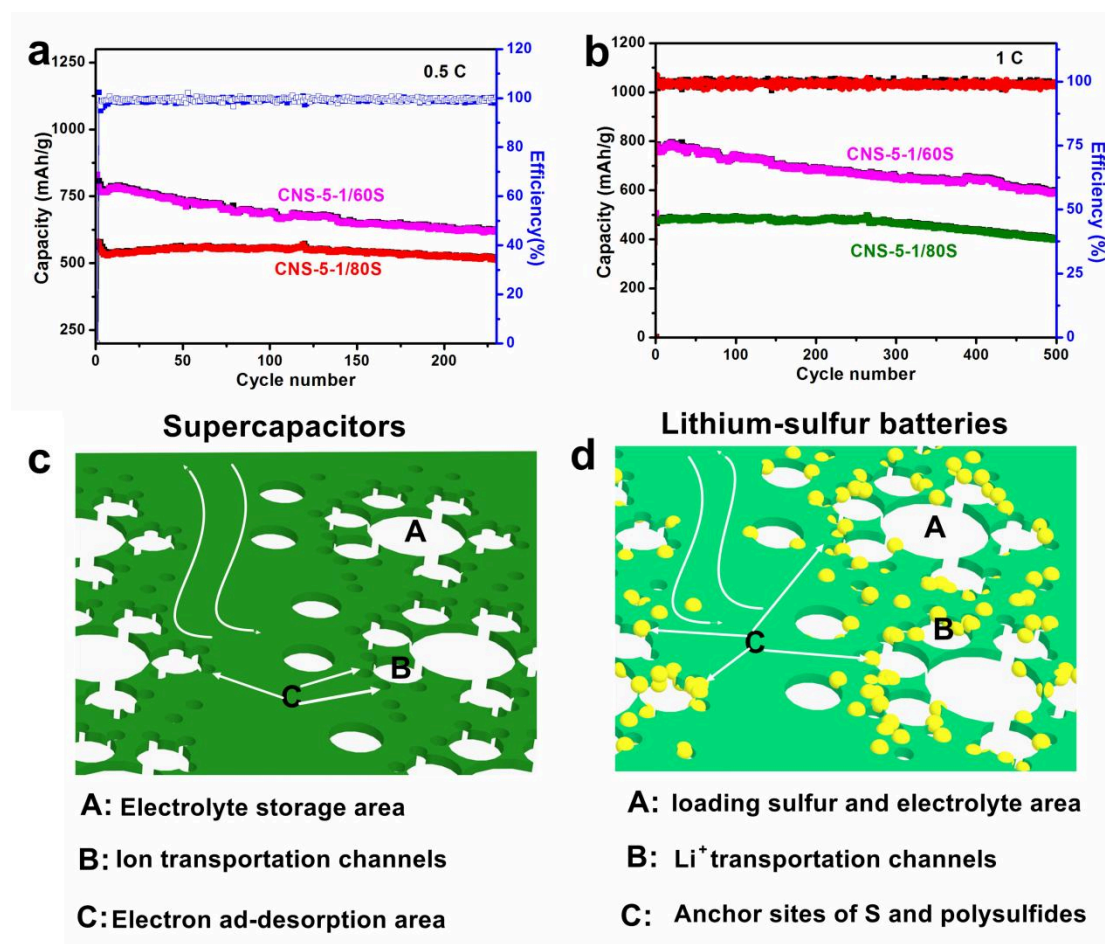 a
0.5 C
CNS-5-1/60S
CNS-5-1/80S
Capacity (mAh/g)
1250
1000
750
500
250
0 50 100 150 200
Cycle number
120
100
80
60
40
20
0
Efficiency(%)
b
1 C
CNS-5-1/60S
CNS-5-1/80S
Capacity (mAh/g)
1200
1000
800
600
400
200
0
0 100 200 300 400 500
Cycle number
100
75
50
25
0
Efficiency (%)
Supercapacitors
c
A
B
C
A: Electrolyte storage area
B: Ion transportation channels
C: Electron ad-desorption area
Lithium-sulfur batteries
d
A
B
C
A: loading sulfur and electrolyte area
B: Li⁺ transportation channels
C: Anchor sites of S and polysulfides